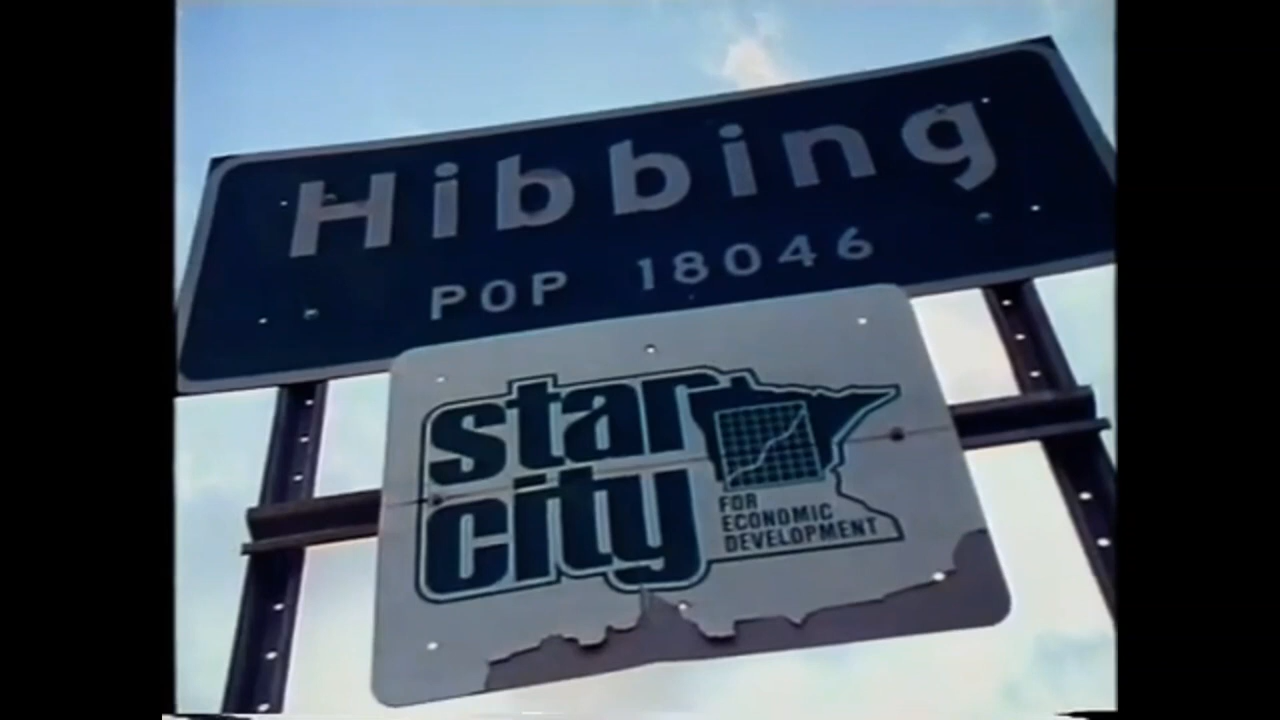 Hibbing
POP 18046
star
city
FOR
ECONOMIC
DEVELOPMENT